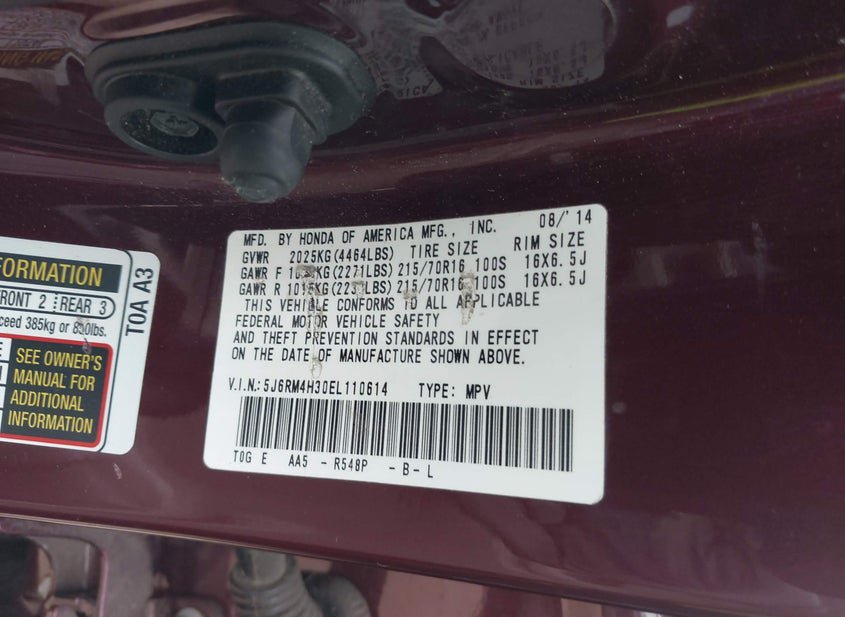 MFD. BY HONDA OF AMERICA MFG., INC. 08/'14
GVWR 2025KG(4464LBS) TIRE SIZE RIM SIZE
GAWR F (2271LBS) 215/70R16 100S 16X6.5J
GAWR R 215/70R16 100S 16X6.5J
THIS VEHICLE CONFORMS TO ALL APPLICABLE
FEDERAL MOTOR VEHICLE SAFETY
AND THEFT PREVENTION STANDARDS IN EFFECT
ON THE DATE OF MANUFACTURE SHOWN ABOVE.
V.I.N.: 5J6RM4H30EL110614 TYPE: MPV
T0G E AA5 - R548P - B - L
FORMATION
FRONT 2 REAR 3
385kg or lbs.
SEE OWNER'S
MANUAL FOR
ADDITIONAL
INFORMATION
T0A A3